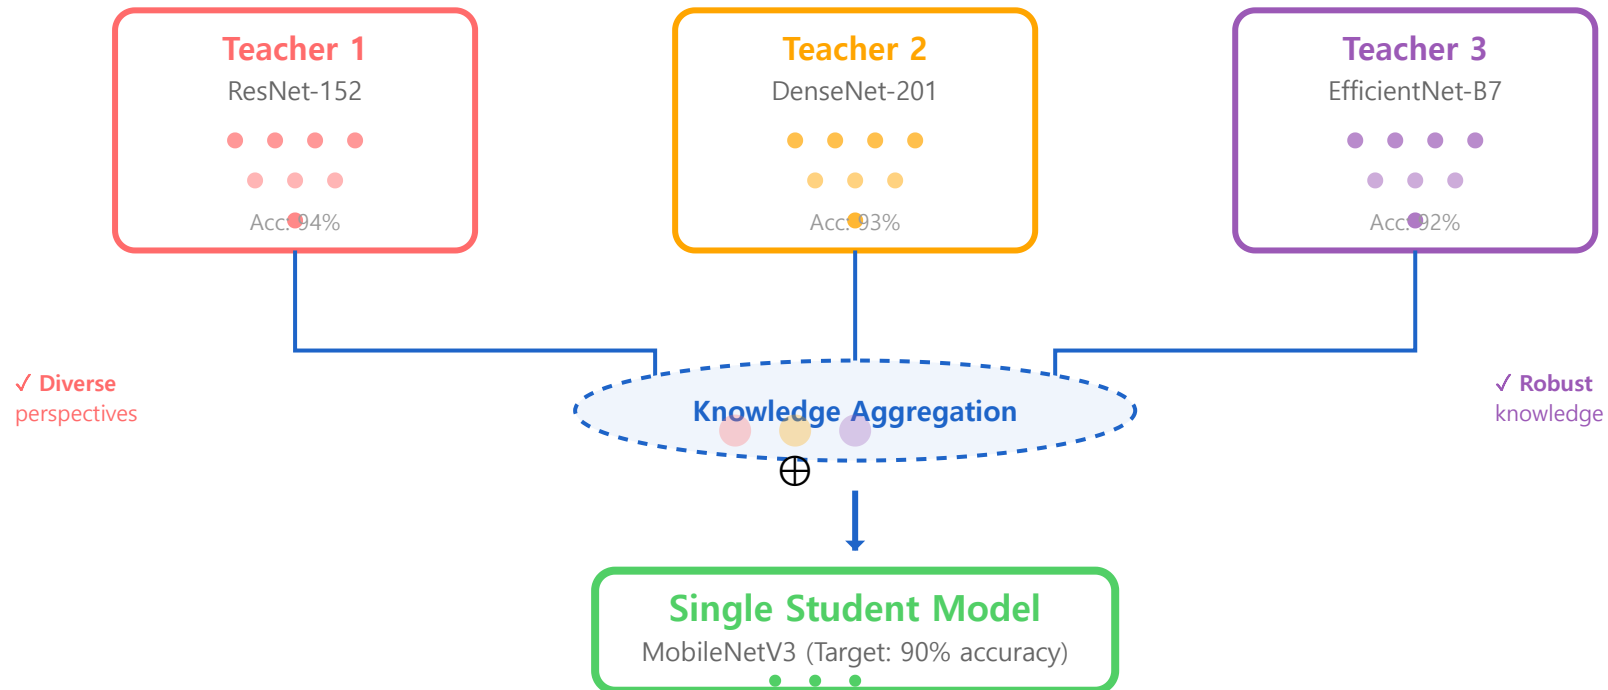 Teacher 1
ResNet-152
Acc: 94%
Teacher 2
DenseNet-201
Acc: 93%
Teacher 3
EfficientNet-B7
Acc: 92%
✓ Diverse
perspectives
Knowledge Aggregation
✓ Robust
knowledge
Single Student Model
MobileNetV3 (Target: 90% accuracy)